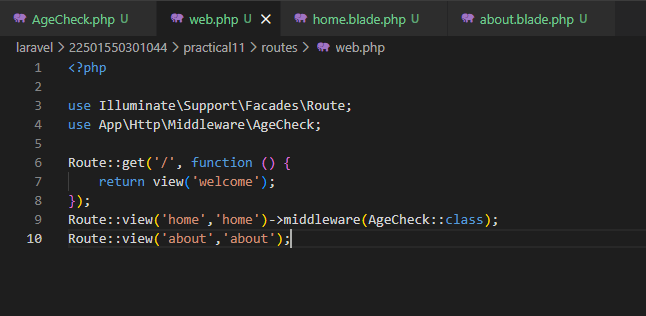 AgeCheck.php U web.php U × home.blade.php U about.blade.php U
laravel > 22501550301044 > practical11 > routes > web.php
1 <?php
2
3 use Illuminate\Support\Facades\Route;
4 use App\Http\Middleware\AgeCheck;
5
6 Route::get('/', function () {
7     return view('welcome');
8 });
9 Route::view('home','home')->middleware(AgeCheck::class);
10 Route::view('about','about');